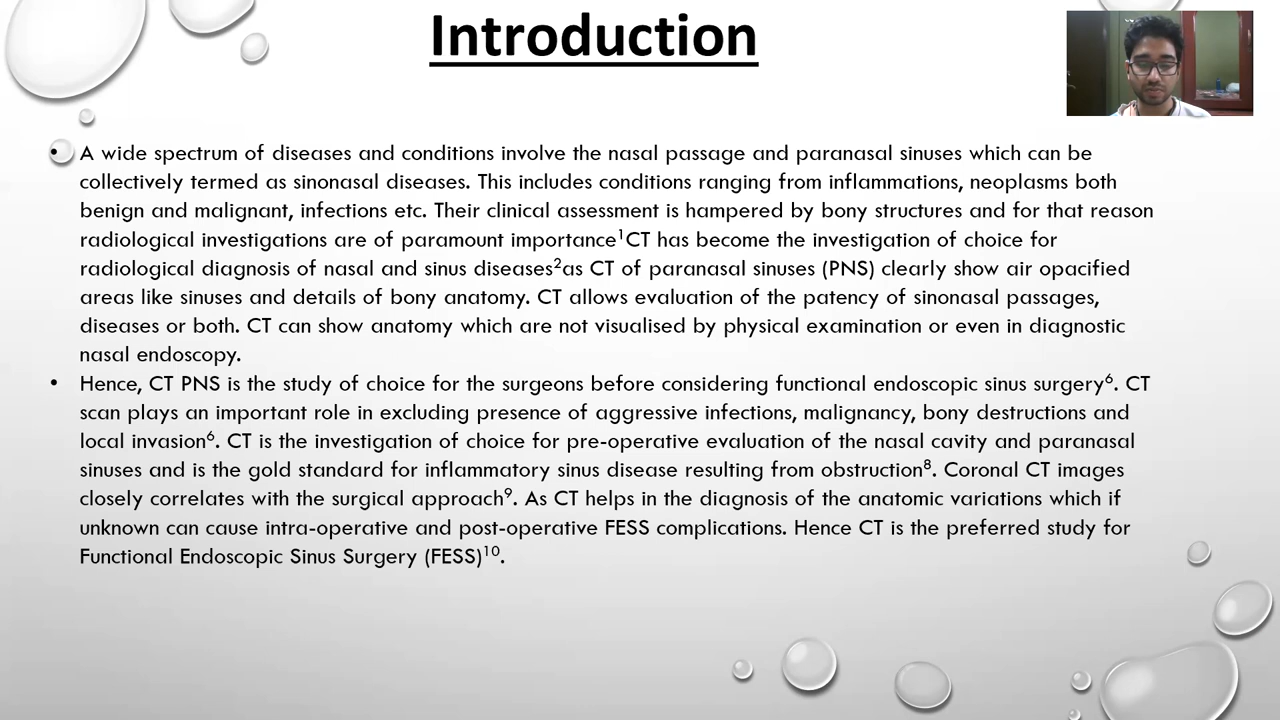 Introduction
• A wide spectrum of diseases and conditions involve the nasal passage and paranasal sinuses which can be
collectively termed as sinonasal diseases. This includes conditions ranging from inflammations, neoplasms both
benign and malignant, infections etc. Their clinical assessment is hampered by bony structures and for that reason
radiological investigations are of paramount importance¹CT has become the investigation of choice for
radiological diagnosis of nasal and sinus diseases²as CT of paranasal sinuses (PNS) clearly show air opacified
areas like sinuses and details of bony anatomy. CT allows evaluation of the patency of sinonasal passages,
diseases or both. CT can show anatomy which are not visualised by physical examination or even in diagnostic
nasal endoscopy.
• Hence, CT PNS is the study of choice for the surgeons before considering functional endoscopic sinus surgery⁶. CT
scan plays an important role in excluding presence of aggressive infections, malignancy, bony destructions and
local invasion⁶. CT is the investigation of choice for pre-operative evaluation of the nasal cavity and paranasal
sinuses and is the gold standard for inflammatory sinus disease resulting from obstruction⁸. Coronal CT images
closely correlates with the surgical approach⁹. As CT helps in the diagnosis of the anatomic variations which if
unknown can cause intra-operative and post-operative FESS complications. Hence CT is the preferred study for
Functional Endoscopic Sinus Surgery (FESS)¹⁰.